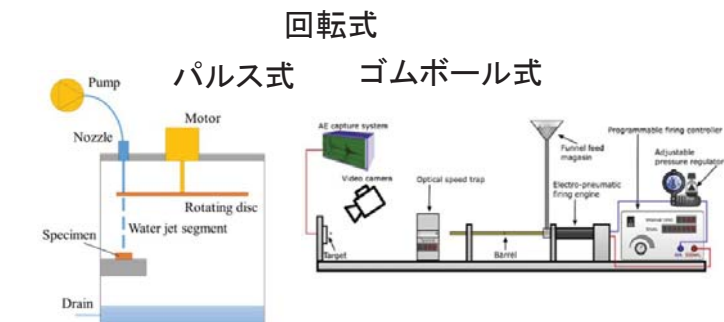 回転式
パルス式
ゴムボール式
Pump
Motor
Nozzle
Rotating disc
Water jet segment
Specimen
Drain
AE capture system
Video camera
Optical speed trap
Funnel feed
magasin
Electro-pneumatic
firing engine
Programmable firing controller
Adjustable
pressure regulator
Target
Barrel